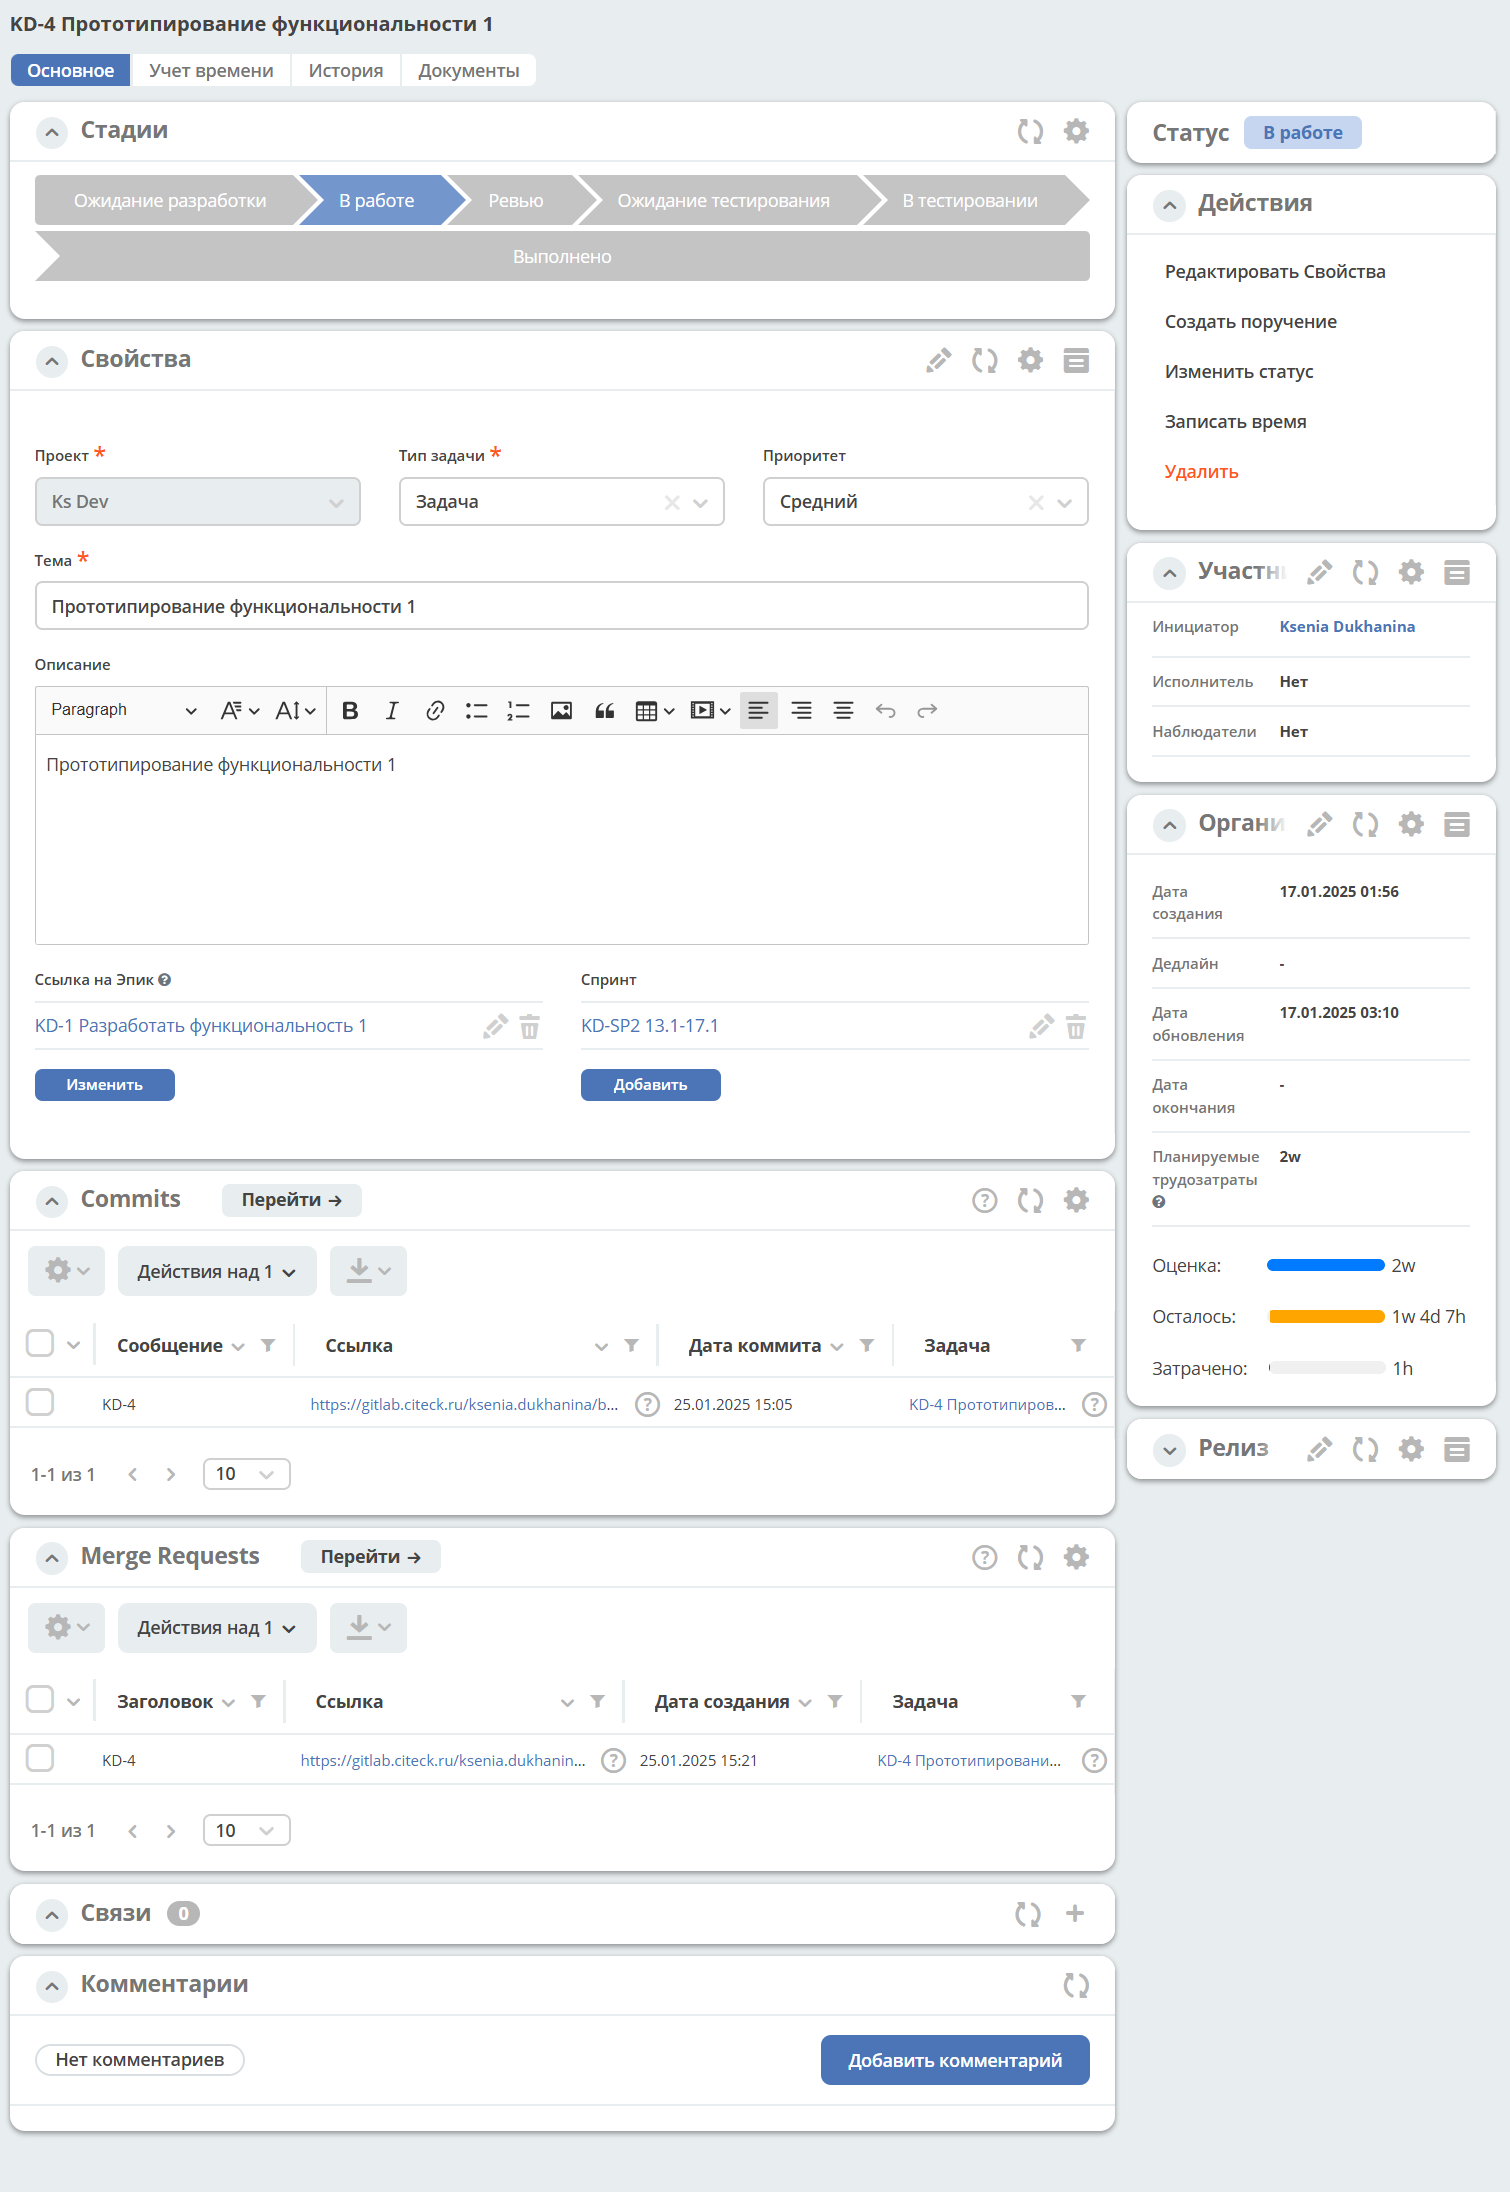 KD-4 Прототипирование функциональности 1
Основное
Учет времени
История
Документы
Стадии
Ожидание разработки
В работе
Ревью
Ожидание тестирования
В тестировании
Выполнено
Свойства
Проект *
Тип задачи *
Приоритет
Ks Dev
Задача
Средний
Тема *
Прототипирование функциональности 1
Описание
Paragraph
Прототипирование функциональности 1
Ссылка на Эпик
Спринт
KD-1 Разработать функциональность 1
KD-SP2 13.1-17.1
Изменить
Добавить
Commits
Перейти →
Действия над 1
Сообщение
Ссылка
Дата коммита
Задача
KD-4
https://gitlab.citeck.ru/ksenia.dukhanina/b...
25.01.2025 15:05
KD-4 Прототипиров...
1-1 из 1
10
Merge Requests
Перейти →
Действия над 1
Заголовок
Ссылка
Дата создания
Задача
KD-4
https://gitlab.citeck.ru/ksenia.dukhanin...
25.01.2025 15:21
KD-4 Прототипировани...
1-1 из 1
10
Связи 0
Комментарии
Нет комментариев
Добавить комментарий
Статус
В работе
Действия
Редактировать Свойства
Создать поручение
Изменить статус
Записать время
Удалить
Участн
Инициатор
Ksenia Dukhanina
Исполнитель
Нет
Наблюдатели
Нет
Органи
Дата
создания
17.01.2025 01:56
Дедлайн
-
Дата
обновления
17.01.2025 03:10
Дата
окончания
-
Планируемые
трудозатраты
2w
Оценка:
2w
Осталось:
1w 4d 7h
Затрачено:
1h
Релиз